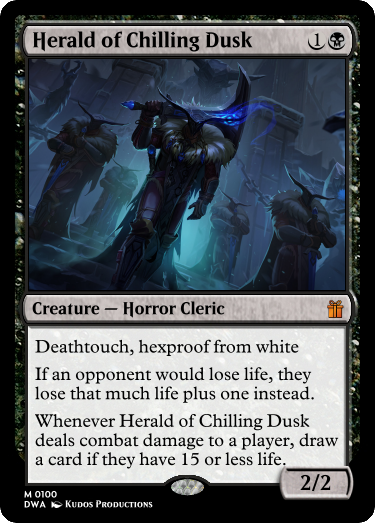 Herald of Chilling Dusk 1
Creature — Horror Cleric
Deathtouch, hexproof from white
If an opponent would lose life, they
lose that much life plus one instead.
Whenever Herald of Chilling Dusk
deals combat damage to a player, draw
a card if they have 15 or less life.
2/2
M 0100
DWA KUDOS PRODUCTIONS